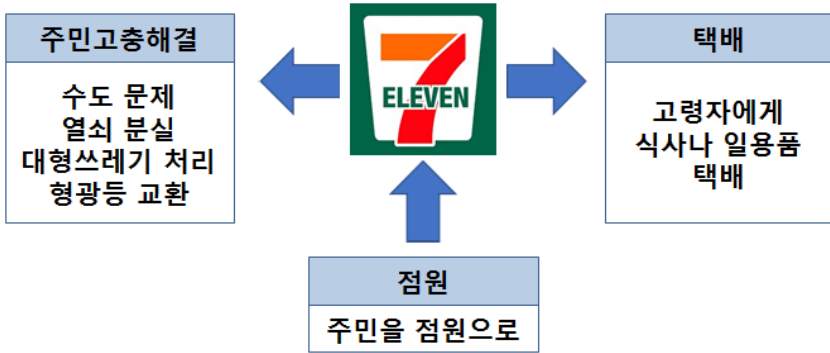 주민고충해결
수도 문제
열쇠 분실
대형쓰레기 처리
형광등 교환
7
ELEVEN
택배
고령자에게
식사나 일용품
택배
점원
주민을 점원으로